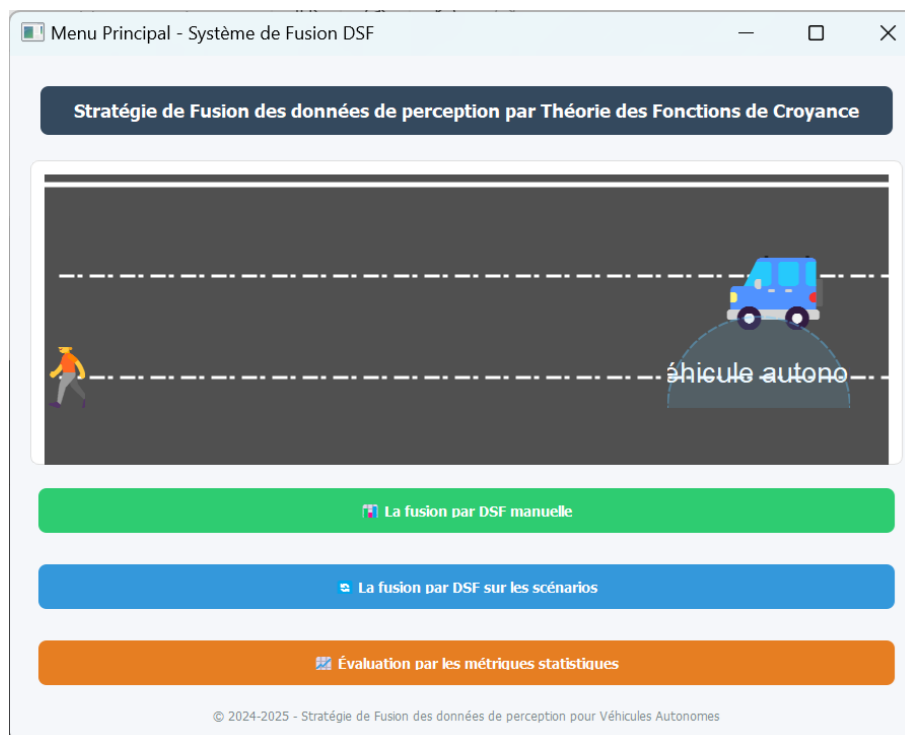 Menu Principal - Système de Fusion DSF
Stratégie de Fusion des données de perception par Théorie des Fonctions de Croyance
éhicule autono
La fusion par DSF manuelle
La fusion par DSF sur les scénarios
Évaluation par les métriques statistiques
© 2024-2025 - Stratégie de Fusion des données de perception pour Véhicules Autonomes